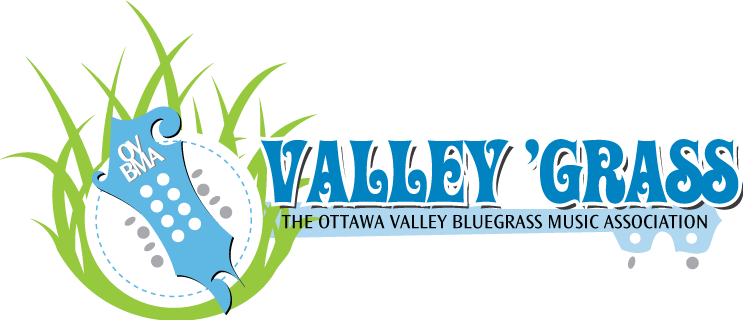 OV
BMA
VALLEY 'GRASS
THE OTTAWA VALLEY BLUEGRASS MUSIC ASSOCIATION